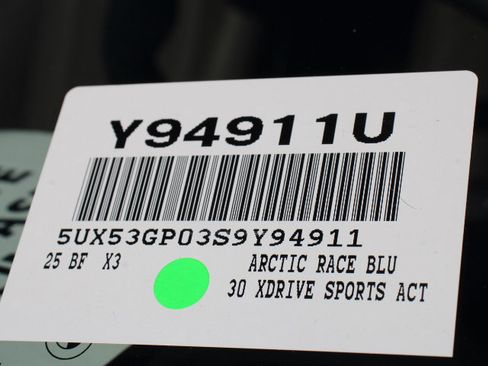 Y94911U
5UX53GP03S9Y94911
25 BF X3 ARCTIC RACE BLU
30 XDRIVE SPORTS ACT